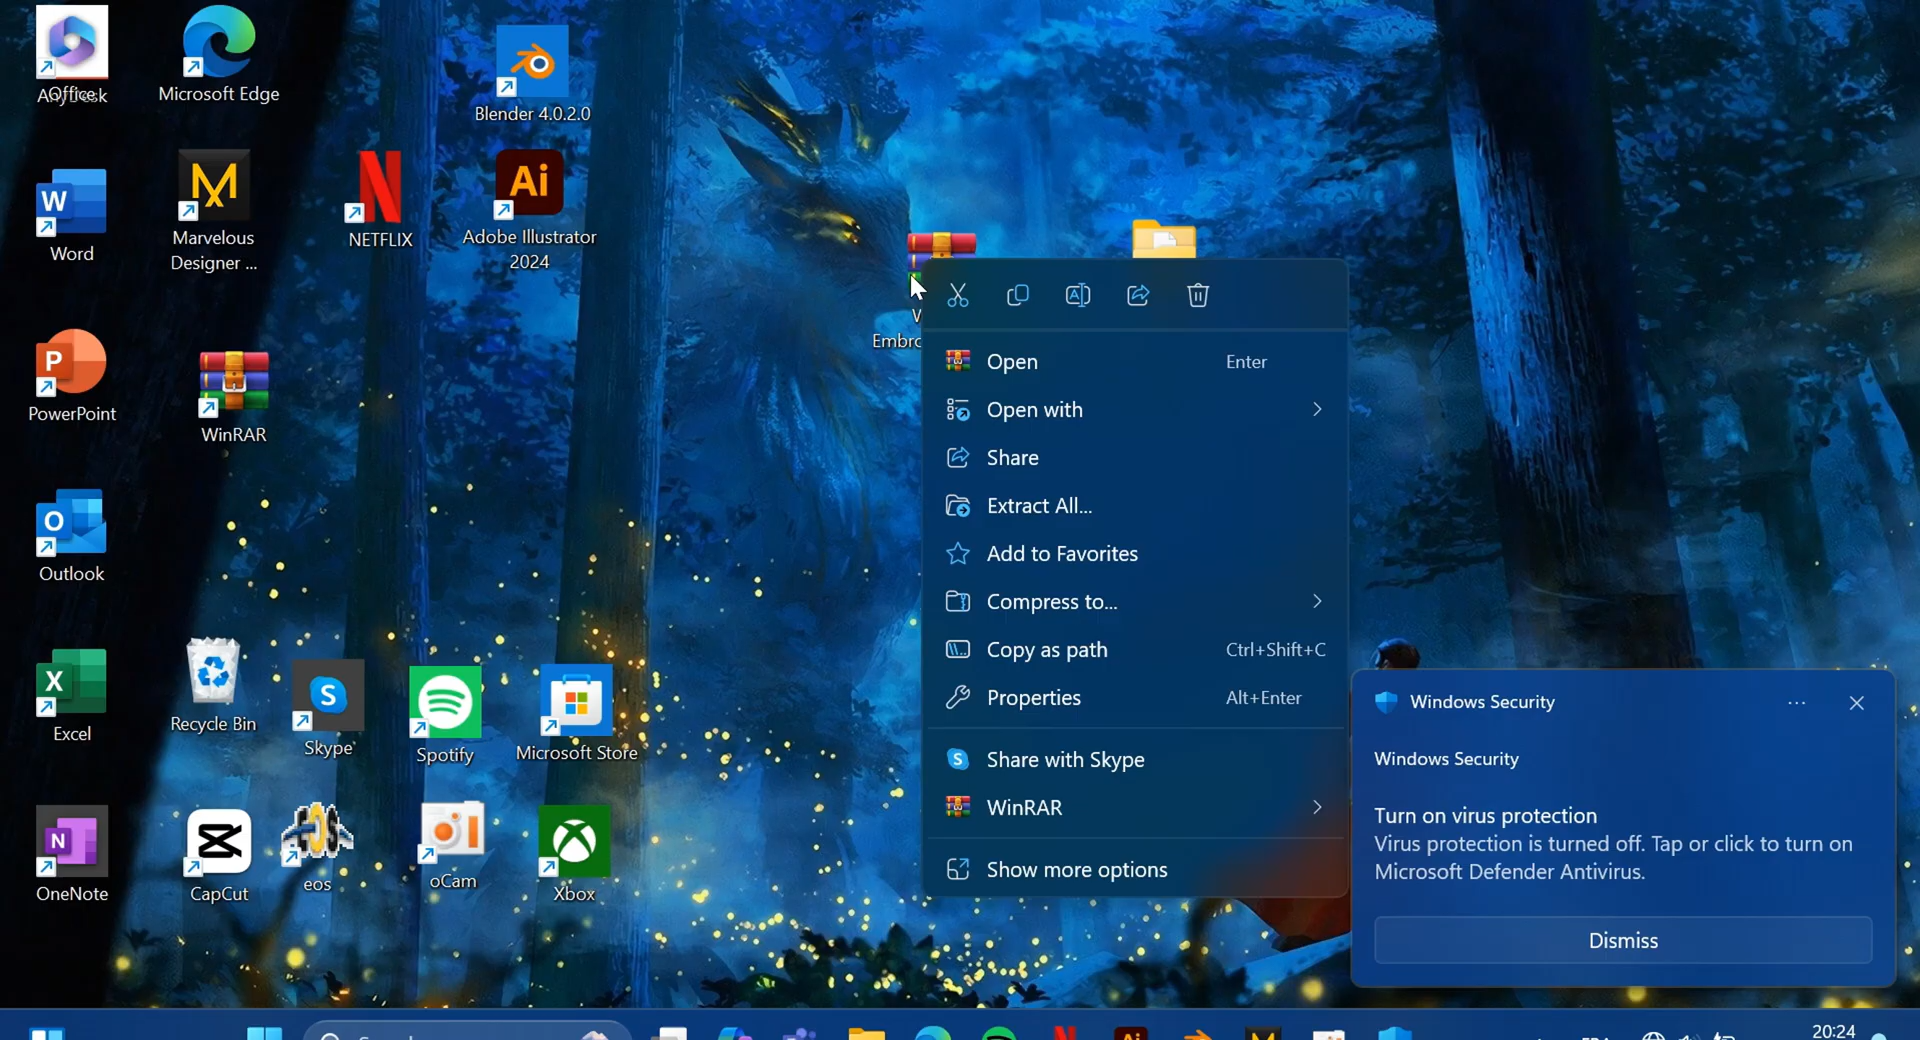 Office
Microsoft Edge
Blender 4.0.2.0
Word
Marvelous
Designer ...
NETFLIX
Ai
Adobe Illustrator
2024
PowerPoint
WinRAR
Outlook
Excel
Recycle Bin
Skype
Spotify
Microsoft Store
OneNote
CapCut
eos
oCam
Xbox
W
P
O
X
S
N
Open
Enter
Open with
Share
Extract All...
Add to Favorites
Compress to...
Copy as path
Ctrl+Shift+C
Properties
Alt+Enter
Share with Skype
WinRAR
Show more options
Windows Security
Windows Security
Turn on virus protection
Virus protection is turned off. Tap or click to turn on
Microsoft Defender Antivirus.
Dismiss
20:24